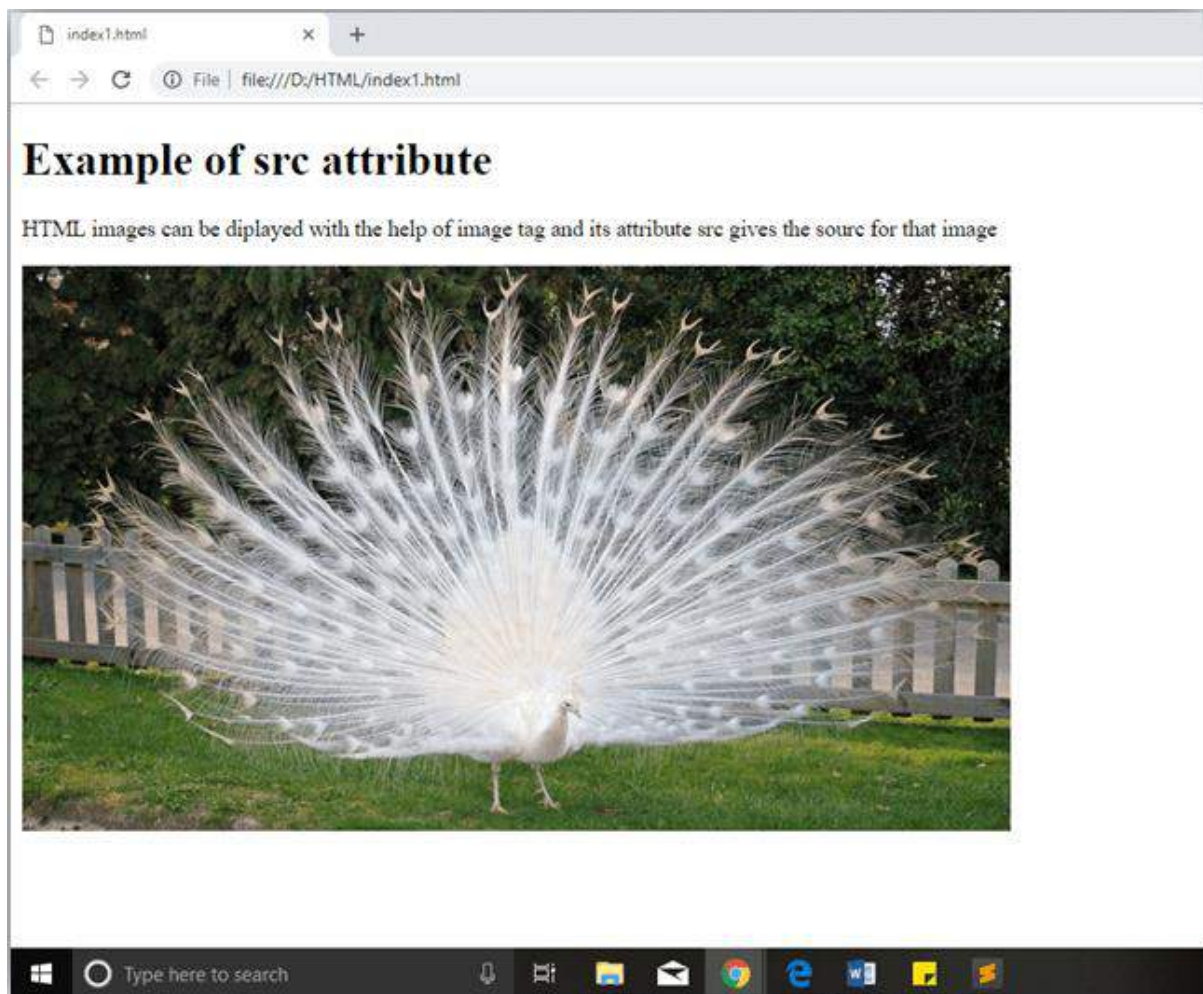 index1.html
File | file:///D:/HTML/index1.html
Example of src attribute
HTML images can be diplayed with the help of image tag and its attribute src gives the sourc for that image
Type here to search